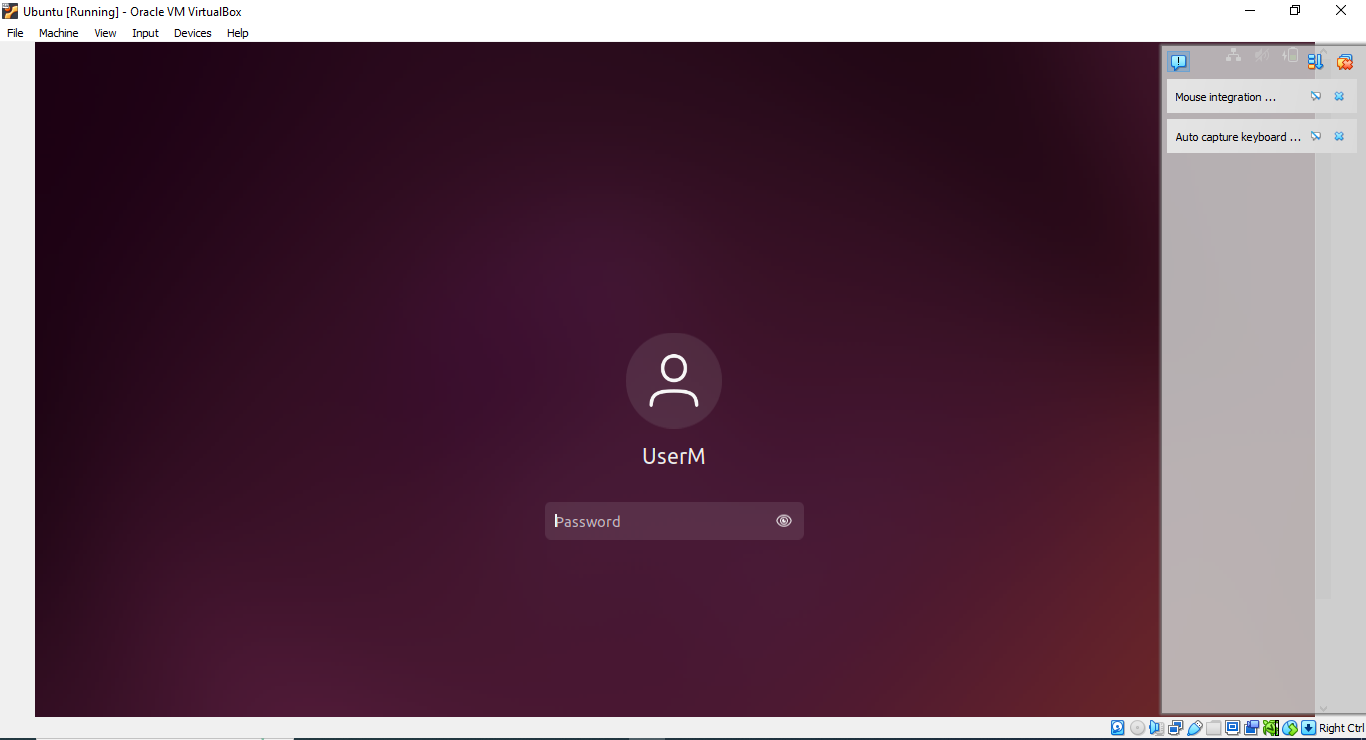 Ubuntu [Running] - Oracle VM VirtualBox
File Machine View Input Devices Help
Mouse integration ...
Auto capture keyboard ...
UserM
Password
Right Ctrl